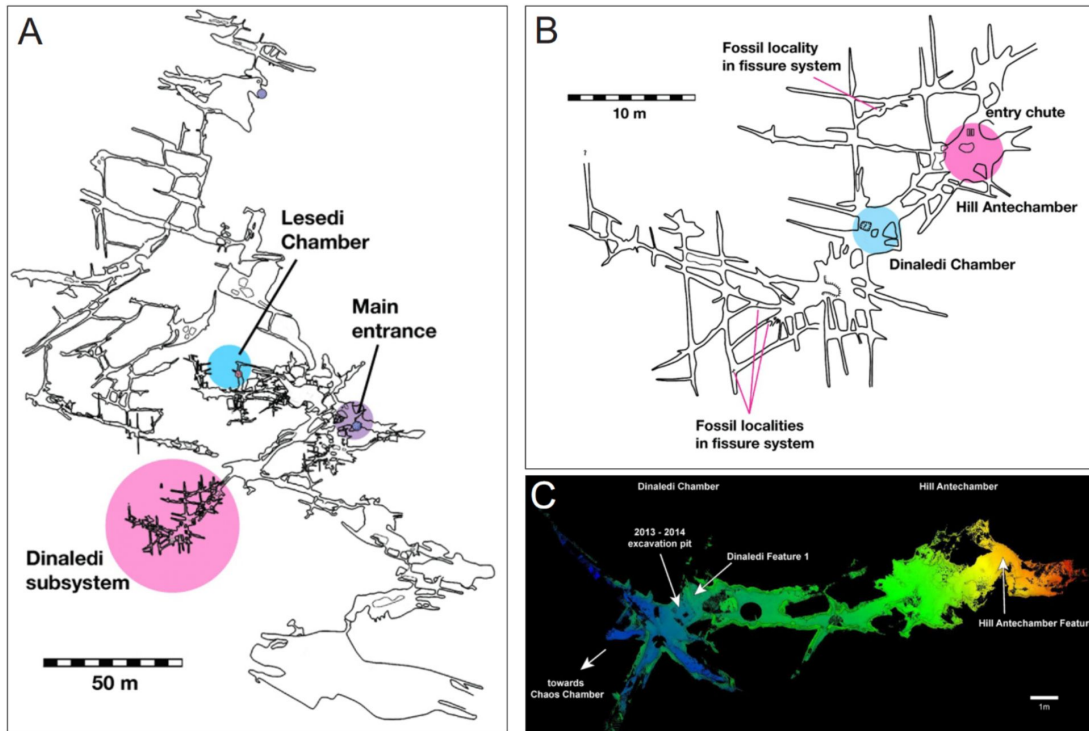 A
Lesedi
Chamber
Main
entrance
Dinaledi
subsystem
50 m
B
Fossil locality
in fissure system
10 m
entry chute
Hill Antechamber
Dinaledi Chamber
Fossil localities
in fissure system
C
Dinaledi Chamber
Hill Antechamber
2013 - 2014
excavation pit
Dinaledi Feature 1
Hill Antechamber Featur
towards
Chaos Chamber
1m